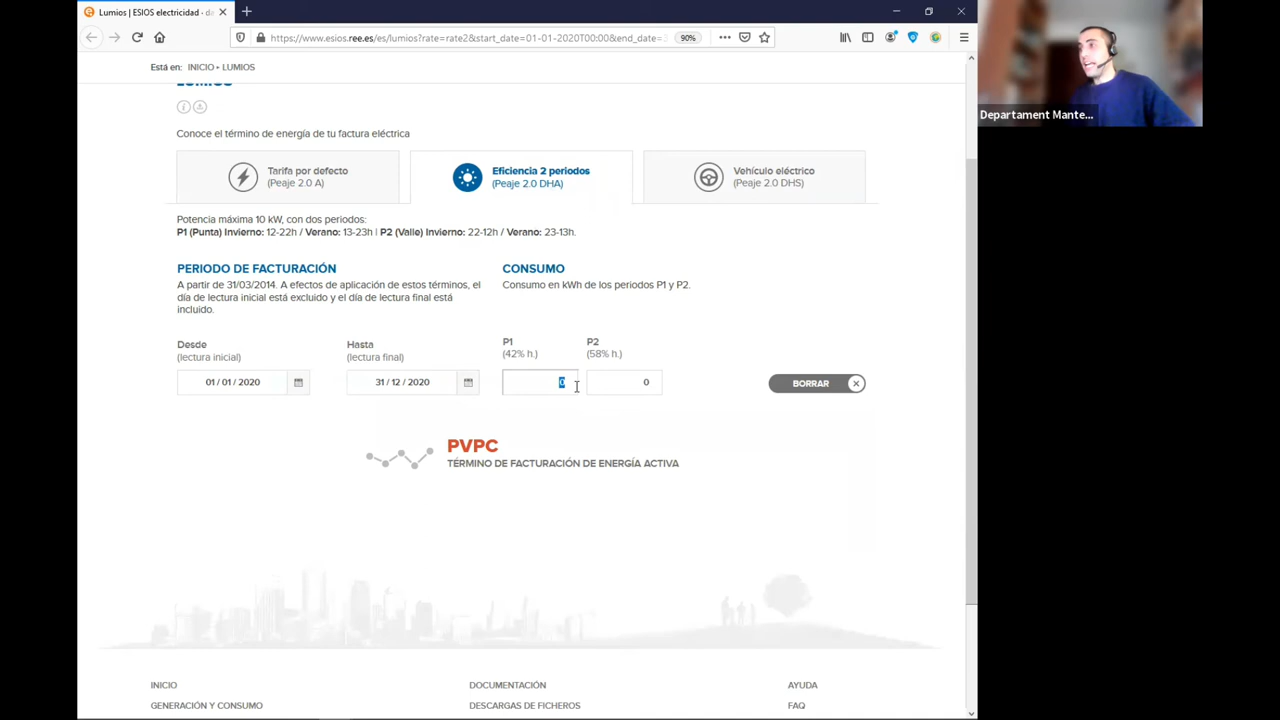 Lumios | ESIOS electricidad · da
https://www.esios.ree.es/es/lumios?rate=rate2&start_date=01-01-2020T00:00&end_date=3
90%
Está en: INICIO LUMIOS
LUMIOS
Conoce el término de energía de tu factura eléctrica
Tarifa por defecto
(Peaje 2.0 A)
Eficiencia 2 periodos
(Peaje 2.0 DHA)
Vehículo eléctrico
(Peaje 2.0 DHS)
Potencia máxima 10 kW, con dos periodos:
P1 (Punta) Invierno: 12-22h / Verano: 13-23h | P2 (Valle) Invierno: 22-12h / Verano: 23-13h.
PERIODO DE FACTURACIÓN
A partir de 31/03/2014. A efectos de aplicación de estos términos, el
día de lectura inicial está excluido y el día de lectura final está
incluido.
CONSUMO
Consumo en kWh de los periodos P1 y P2.
Desde
(lectura inicial)
01 / 01 / 2020
Hasta
(lectura final)
31 / 12 / 2020
P1
(42% h.)
0
P2
(58% h.)
0
BORRAR
PVPC
TÉRMINO DE FACTURACIÓN DE ENERGÍA ACTIVA
INICIO
GENERACIÓN Y CONSUMO
DOCUMENTACIÓN
DESCARGAS DE FICHEROS
AYUDA
FAQ
Departament Mante...